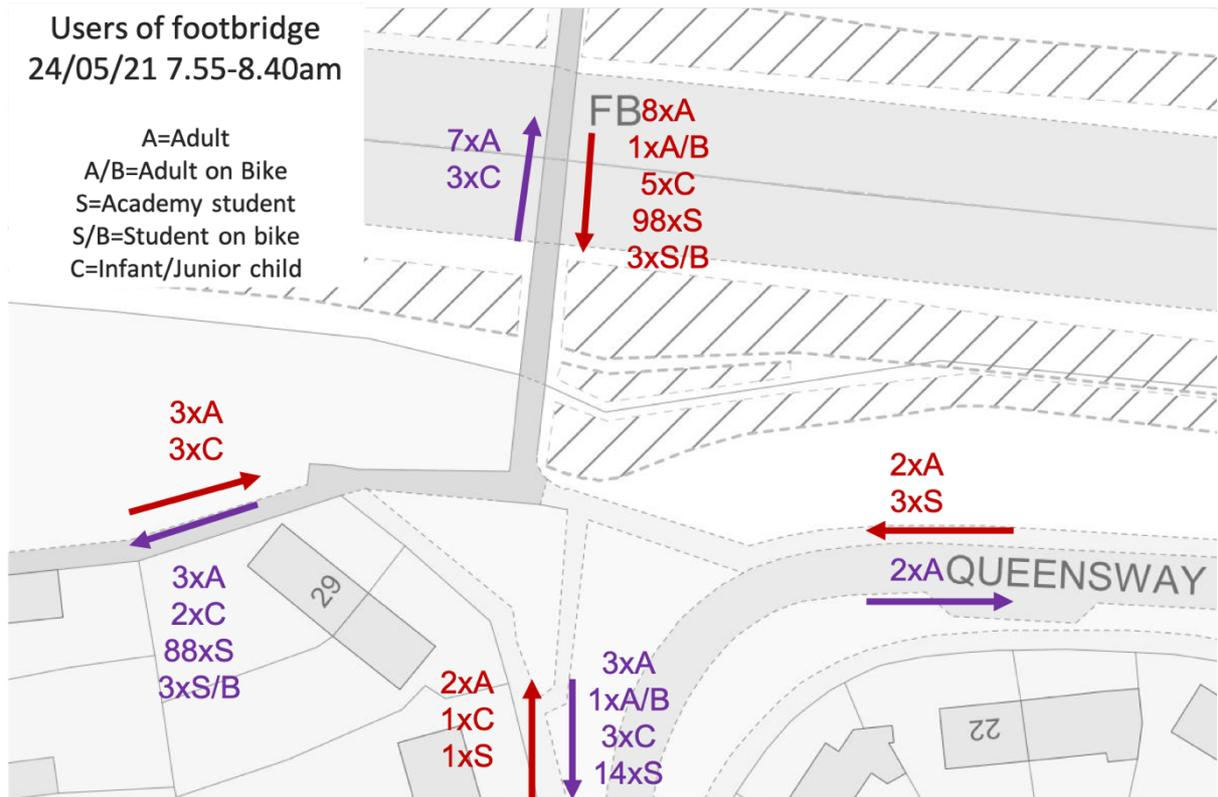 Users of footbridge
24/05/21 7.55-8.40am
A=Adult
A/B=Adult on Bike
S=Academy student
S/B=Student on bike
C=Infant/Junior child
7xA
3xC
FB
8xA
1xA/B
5xC
98xS
3xS/B
3xA
3xC
2xA
3xS
2xA
QUEENSWAY
29
3xA
2xC
88xS
3xS/B
2xA
1xC
1xS
3xA
1xA/B
3xC
14xS
22